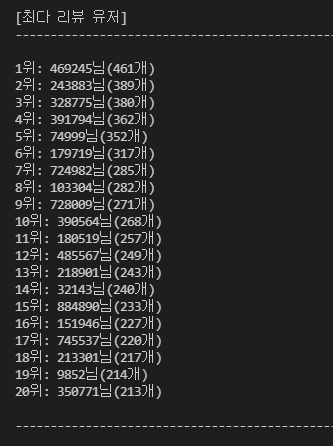 [최다 리뷰 유저]
--------------------------------------------------
1위: 469245님(461개)
2위: 243883님(389개)
3위: 328775님(380개)
4위: 391794님(362개)
5위: 74999님(352개)
6위: 179719님(317개)
7위: 724982님(285개)
8위: 103304님(282개)
9위: 728009님(271개)
10위: 390564님(268개)
11위: 180519님(257개)
12위: 485567님(249개)
13위: 218901님(243개)
14위: 32143님(240개)
15위: 884890님(233개)
16위: 151946님(227개)
17위: 745537님(220개)
18위: 213301님(217개)
19위: 9852님(214개)
20위: 350771님(213개)
--------------------------------------------------